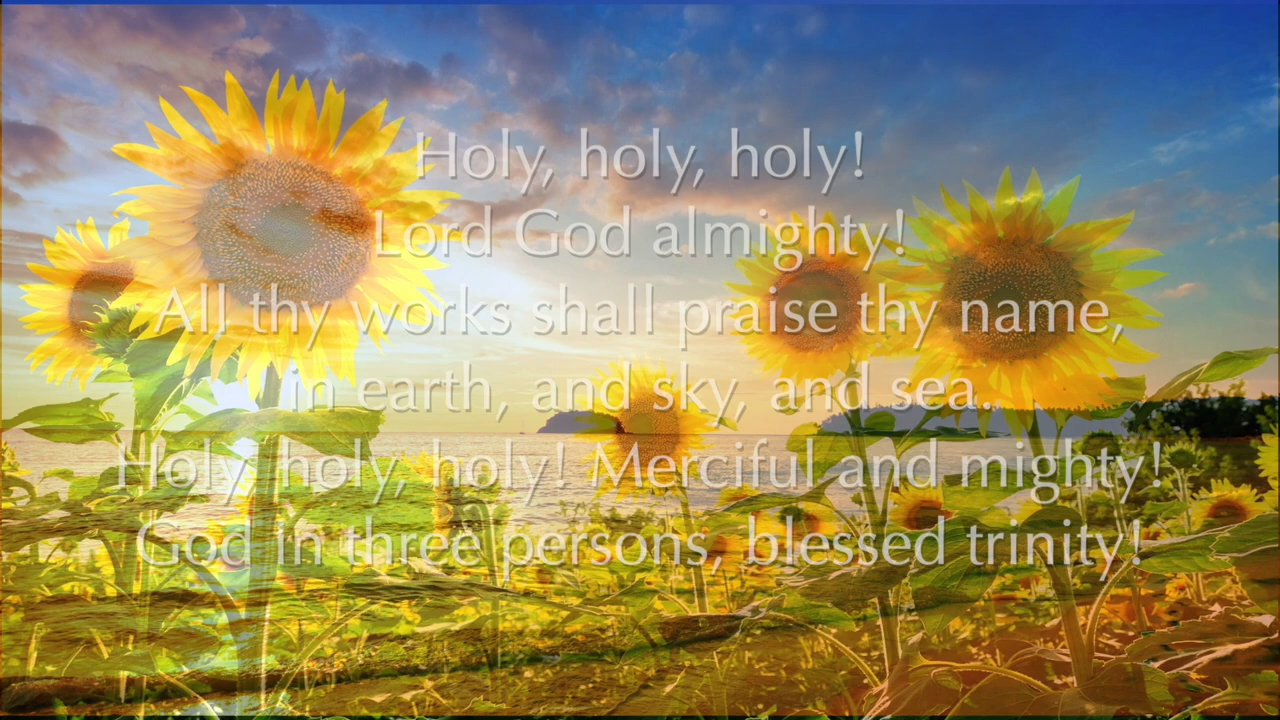 Holy, holy, holy!
Lord God almighty!
All thy works shall praise thy name,
in earth, and sky, and sea.
Holy, holy, holy! Merciful and mighty!
God in three persons, blessed trinity!